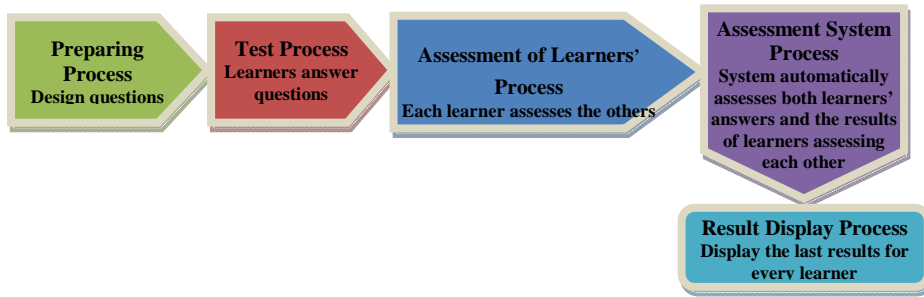 Preparing
Process
Design questions
Test Process
Learners answer
questions
Assessment of Learners’
Process
Each learner assesses the others
Assessment System
Process
System automatically
assesses both learners’
answers and the results
of learners assessing
each other
Result Display Process
Display the last results for
every learner